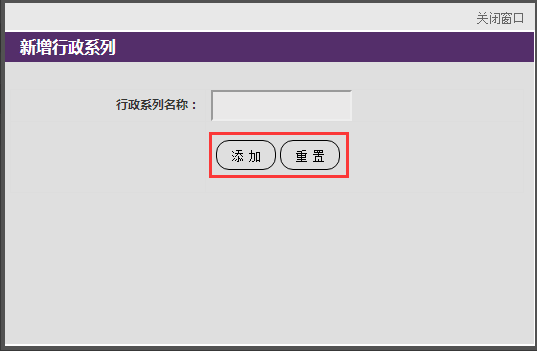 关闭窗口
新增行政系列
行政系列名称：
添 加 重 置